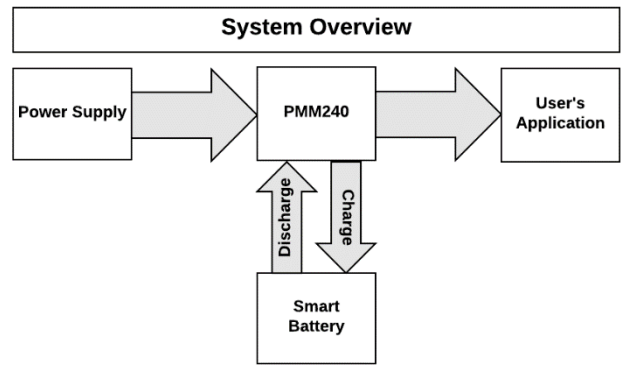 System Overview
Power Supply
PMM240
User's
Application
Discharge
Charge
Smart
Battery